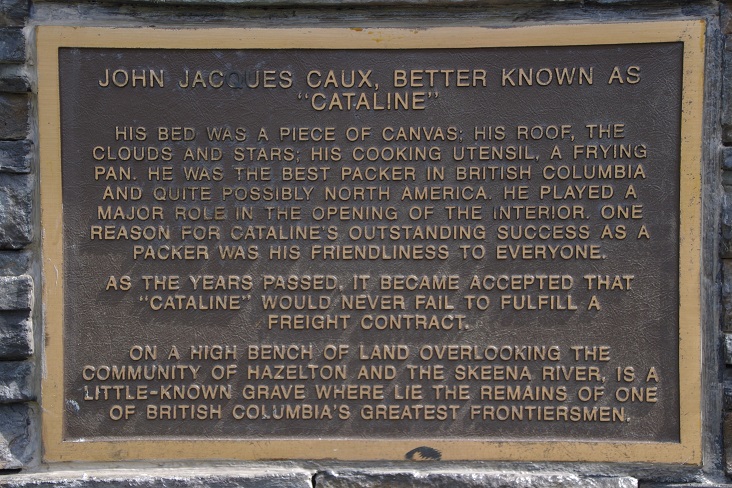 JOHN JACQUES CAUX, BETTER KNOWN AS
"CATALINE"
HIS BED WAS A PIECE OF CANVAS; HIS ROOF, THE
CLOUDS AND STARS; HIS COOKING UTENSIL, A FRYING
PAN. HE WAS THE BEST PACKER IN BRITISH COLUMBIA
AND QUITE POSSIBLY NORTH AMERICA. HE PLAYED A
MAJOR ROLE IN THE OPENING OF THE INTERIOR. ONE
REASON FOR CATALINE'S OUTSTANDING SUCCESS AS A
PACKER WAS HIS FRIENDLINESS TO EVERYONE.
AS THE YEARS PASSED, IT BECAME ACCEPTED THAT
"CATALINE" WOULD NEVER FAIL TO FULFILL A
FREIGHT CONTRACT.
ON A HIGH BENCH OF LAND OVERLOOKING THE
COMMUNITY OF HAZELTON AND THE SKEENA RIVER, IS A
LITTLE-KNOWN GRAVE WHERE LIE THE REMAINS OF ONE
OF BRITISH COLUMBIA'S GREATEST FRONTIERSMEN.